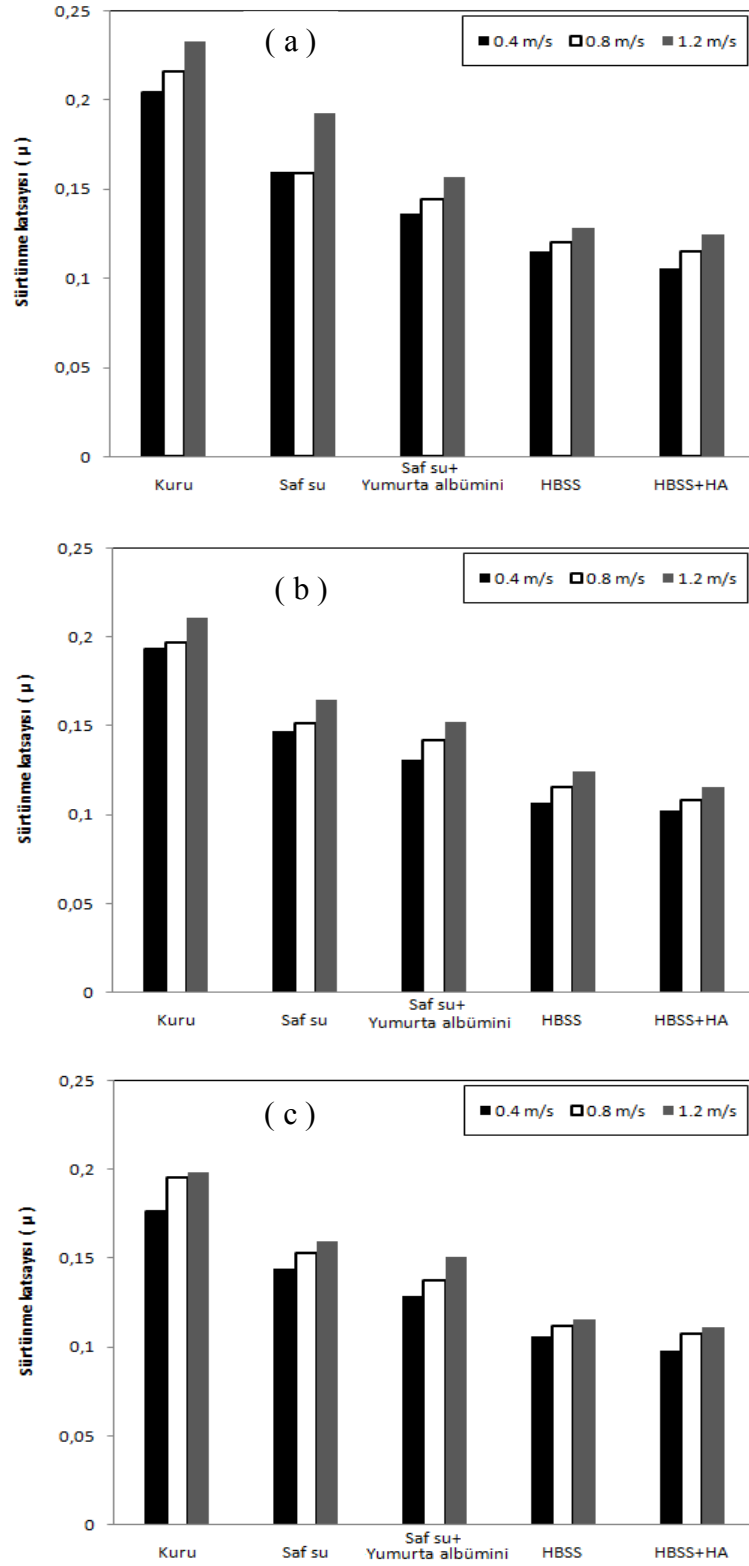 0,25
( a )
0.4 m/s 0.8 m/s 1.2 m/s
0,2
0,15
0,1
0,05
0
Sürtünme katsayısı ( μ )
Kuru Saf su Saf su+ HBSS HBSS+HA
Yumurta albümini
0,25
( b )
0.4 m/s 0.8 m/s 1.2 m/s
0,2
0,15
0,1
0,05
0
Sürtünme katsayısı ( μ )
Kuru Saf su Saf su+ HBSS HBSS+HA
Yumurta albümini
0,25
( c )
0.4 m/s 0.8 m/s 1.2 m/s
0,2
0,15
0,1
0,05
0
Sürtünme katsayısı ( μ )
Kuru Saf su Saf su+ HBSS HBSS+HA
Yumurta albümini